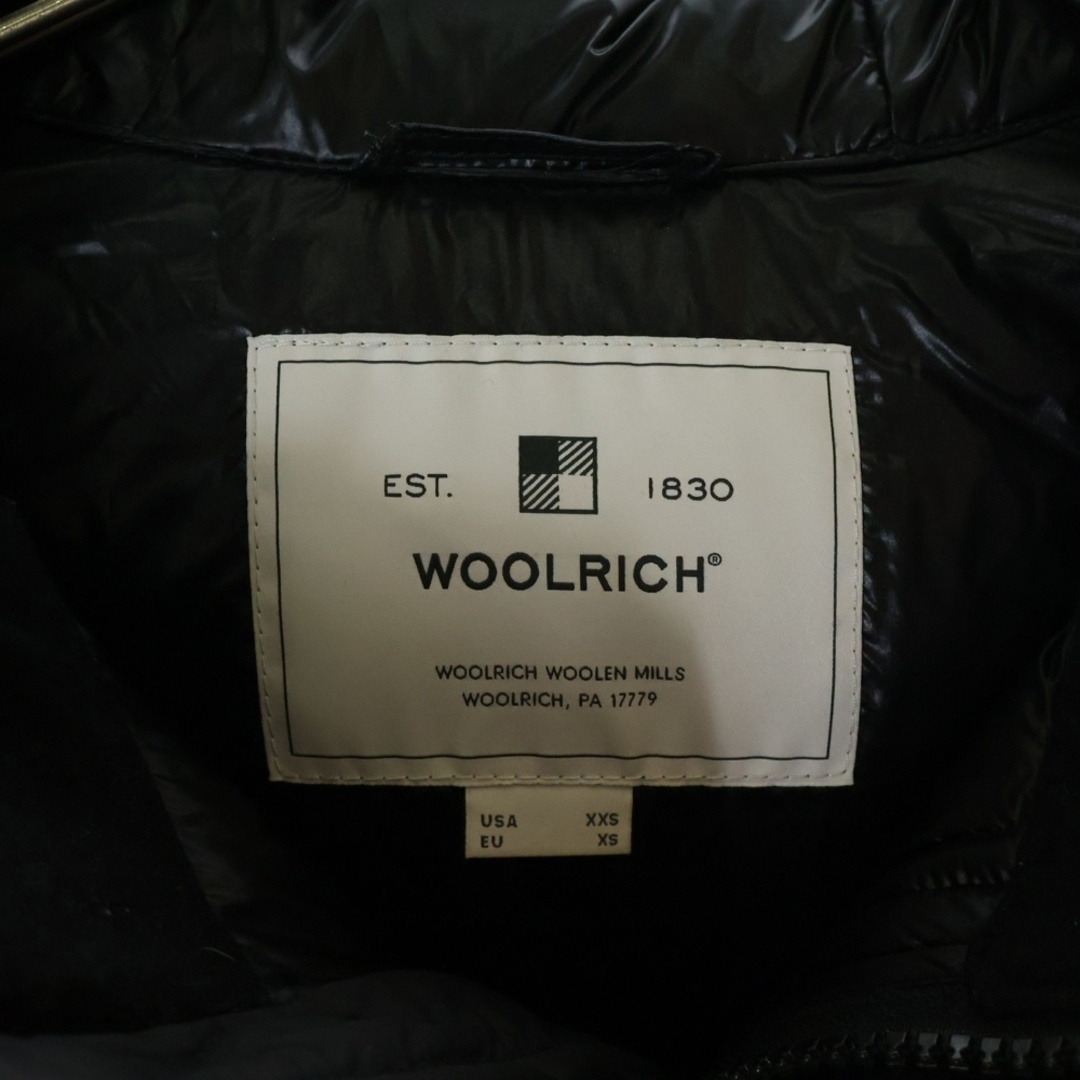 EST. 1830
WOOLRICH®
WOOLRICH WOOLEN MILLS
WOOLRICH, PA 17779
USA XXS
EU XS